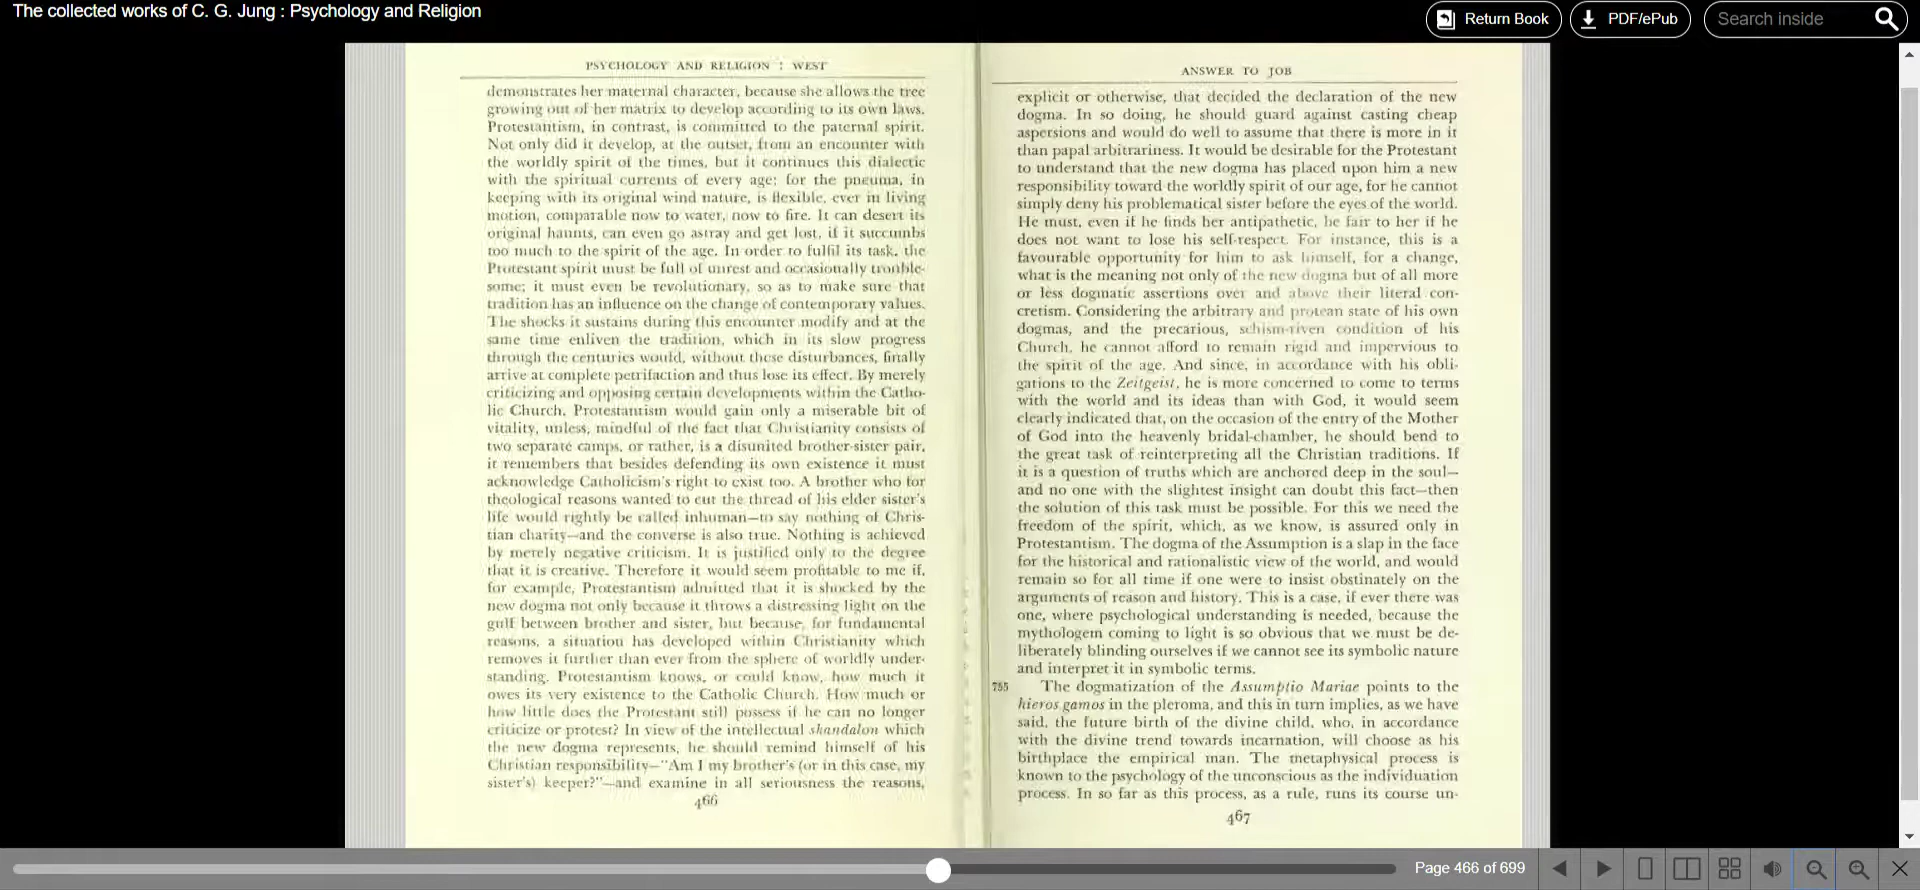 The collected works of C. G. Jung : Psychology and Religion
Return Book
PDF/ePub
Search inside
PSYCHOLOGY AND RELIGION : WEST
demonstrates her maternal character, because she allows the tree
growing out of her matrix to develop according to its own laws.
Protestantism, in contrast, is committed to the paternal spirit.
Not only did it develop, at the outset, from an encounter with
the worldly spirit of the times, but it continues this dialectic
with the spiritual currents of every age; for the pneuma, in
keeping with its original wind nature, is flexible, ever in living
motion, comparable now to water, now to fire. It can desert its
original haunts, can even go astray and get lost, if it succumbs
too much to the spirit of the age. In order to fulfil its task, the
Protestant spirit must be full of unrest and occasionally trouble-
some; it must even be revolutionary, so as to make sure that
tradition has an influence on the change of contemporary values.
The shocks it sustains during this encounter modify and at the
same time enliven the tradition, which in its slow progress
through the centuries would, without these disturbances, finally
arrive at complete petrifaction and thus lose its effect. By merely
criticizing and opposing certain developments within the Catho-
lic Church, Protestantism would gain only a miserable bit of
vitality, unless, mindful of the fact that Christianity consists of
two separate camps, or rather, is a disunited brother-sister pair,
it remembers that besides defending its own existence it must
acknowledge Catholicism's right to exist too. A brother who for
theological reasons wanted to cut the thread of his elder sister's
life would rightly be called inhuman—to say nothing of Chris-
tian charity—and the converse is also true. Nothing is achieved
by merely negative criticism. It is justified only to the degree
that it is creative. Therefore it would seem profitable to me if,
for example, Protestantism admitted that it is shocked by the
new dogma not only because it throws a distressing light on the
gulf between brother and sister, but because, for fundamental
reasons, a situation has developed within Christianity which
removes it further than ever from the sphere of worldly under-
standing. Protestantism knows, or could know, how much it
owes its very existence to the Catholic Church. How much or
how little does the Protestant still possess if he can no longer
criticize or protest? In view of the intellectual skandalon which
the new dogma represents, he should remind himself of his
Christian responsibility—"Am I my brother's (or in this case, my
sister's) keeper?"—and examine in all seriousness the reasons,
466
ANSWER TO JOB
explicit or otherwise, that decided the declaration of the new
dogma. In so doing, he should guard against casting cheap
aspersions and would do well to assume that there is more in it
than papal arbitrariness. It would be desirable for the Protestant
to understand that the new dogma has placed upon him a new
responsibility toward the worldly spirit of our age, for he cannot
simply deny his problematical sister before the eyes of the world.
He must, even if he finds her antipathetic, be fair to her if he
does not want to lose his self-respect. For instance, this is a
favourable opportunity for him to ask himself, for a change,
what is the meaning not only of the new dogma but of all more
or less dogmatic assertions over and above their literal con-
cretism. Considering the arbitrary and protean state of his own
dogmas, and the precarious, schism-riven condition of his
Church, he cannot afford to remain rigid and impervious to
the spirit of the age. And since, in accordance with his obli-
gations to the Zeitgeist, he is more concerned to come to terms
with the world and its ideas than with God, it would seem
clearly indicated that, on the occasion of the entry of the Mother
of God into the heavenly bridal-chamber, he should bend to
the great task of reinterpreting all the Christian traditions. If
it is a question of truths which are anchored deep in the soul—
and no one with the slightest insight can doubt this fact—then
the solution of this task must be possible. For this we need the
freedom of the spirit, which, as we know, is assured only in
Protestantism. The dogma of the Assumption is a slap in the face
for the historical and rationalistic view of the world, and would
remain so for all time if one were to insist obstinately on the
arguments of reason and history. This is a case, if ever there was
one, where psychological understanding is needed, because the
mythologem coming to light is so obvious that we must be de-
liberately blinding ourselves if we cannot see its symbolic nature
and interpret it in symbolic terms.
755 The dogmatization of the Assumptio Mariae points to the
hieros gamos in the pleroma, and this in turn implies, as we have
said, the future birth of the divine child, who, in accordance
with the divine trend towards incarnation, will choose as his
birthplace the empirical man. The metaphysical process is
known to the psychology of the unconscious as the individuation
process. In so far as this process, as a rule, runs its course un-
467
Page 466 of 699